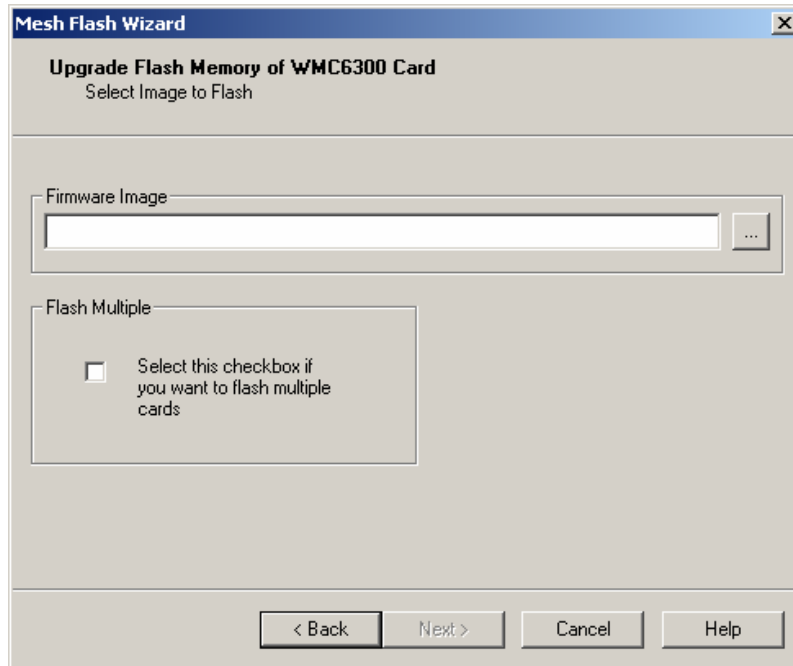 Mesh Flash Wizard
Upgrade Flash Memory of WMC6300 Card
Select Image to Flash
Firmware Image
...
Flash Multiple
Select this checkbox if
you want to flash multiple
cards
< Back
Next >
Cancel
Help